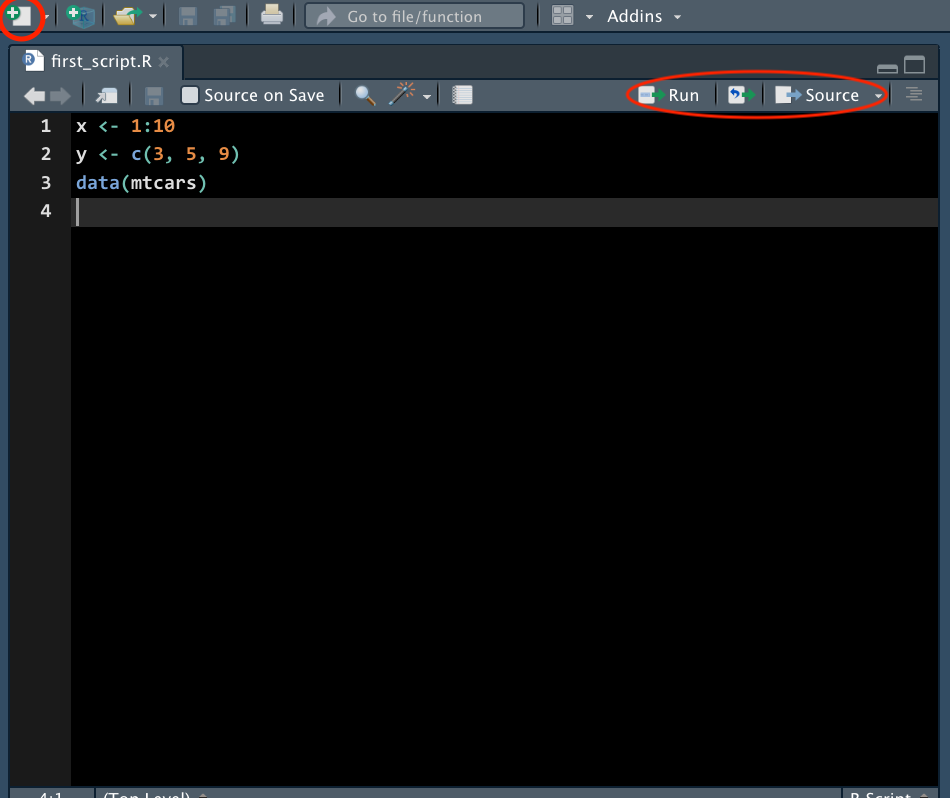 Go to file/function Addins
first_script.R
Source on Save Run Source
1 x <- 1:10
2 y <- c(3, 5, 9)
3 data(mtcars)
4
4:1 (Top Level) R Script